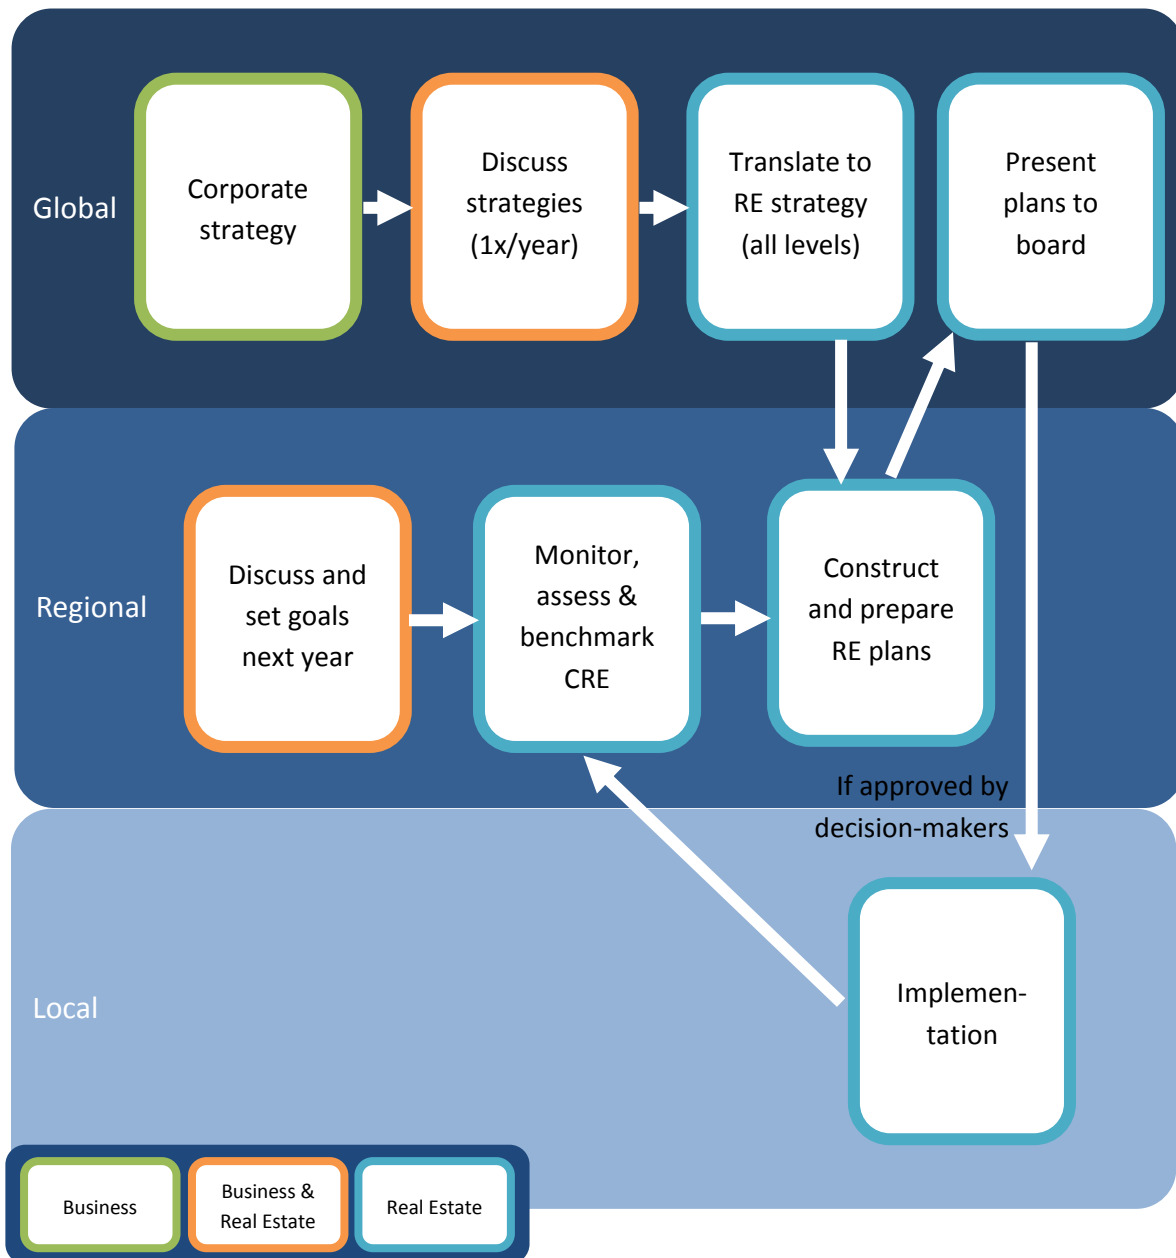 Global
Corporate
strategy
Discuss
strategies
(1x/year)
Translate to
RE strategy
(all levels)
Present
plans to
board
Regional
Discuss and
set goals
next year
Monitor,
assess &
benchmark
CRE
Construct
and prepare
RE plans
If approved by
decision-makers
Local
Implemen-
tation
Business
Business &
Real Estate
Real Estate